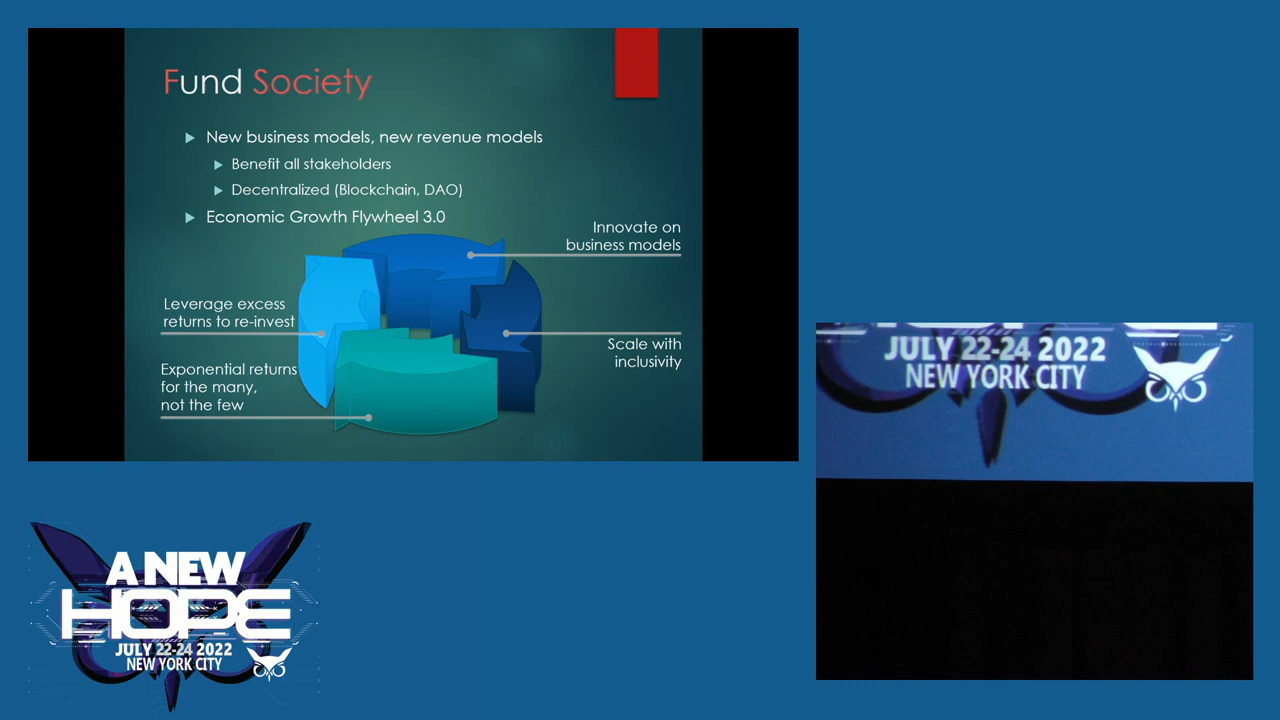 Fund Society
New business models, new revenue models
Benefit all stakeholders
Decentralized (Blockchain, DAO)
Economic Growth Flywheel 3.0
Innovate on
business models
Leverage excess
returns to re-invest
Scale with
inclusivity
Exponential returns
for the many,
not the few
JULY 22-24 2022
NEW YORK CITY
A NEW
HOPE
JULY 22-24 2022
NEW YORK CITY